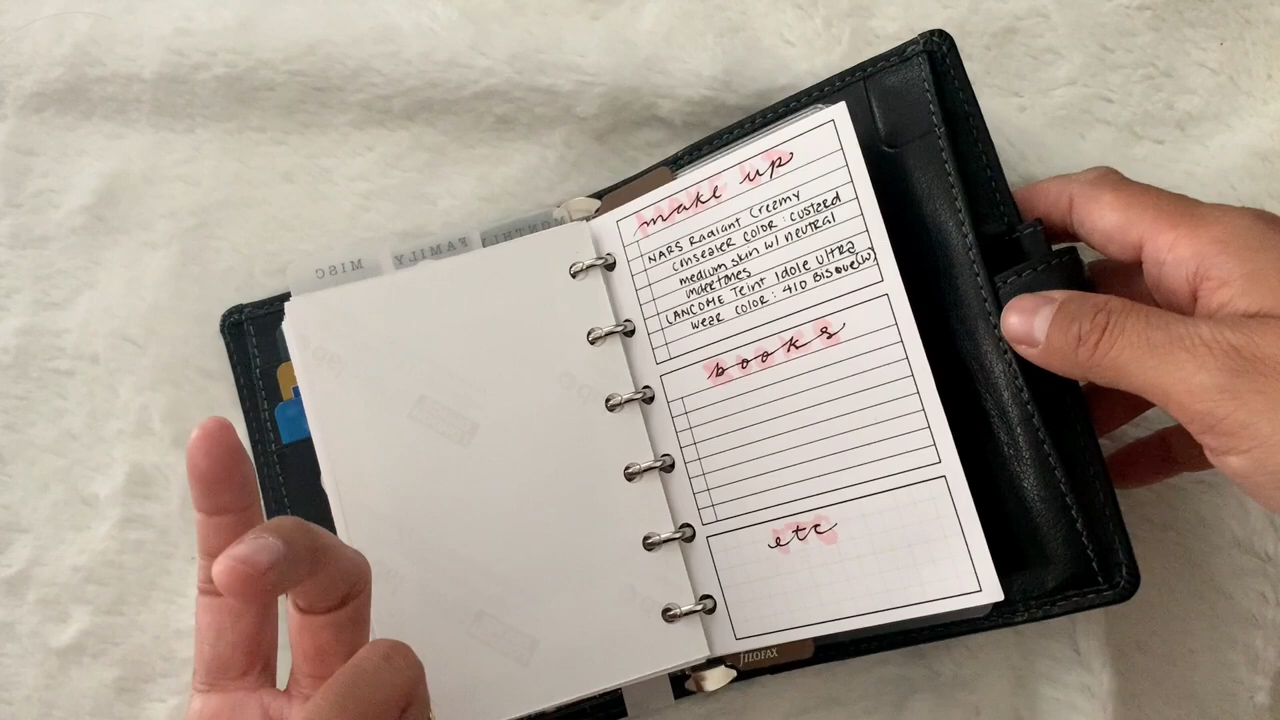 MISC
FAMILY
MONTHLY
make up
NARS Radiant Creamy
concealer color: custard
medium skin w/ neutral
undertones
LANCOME Teint Idole Ultra
wear color: 410 Bisque(W)
books
etc
FILOFAX